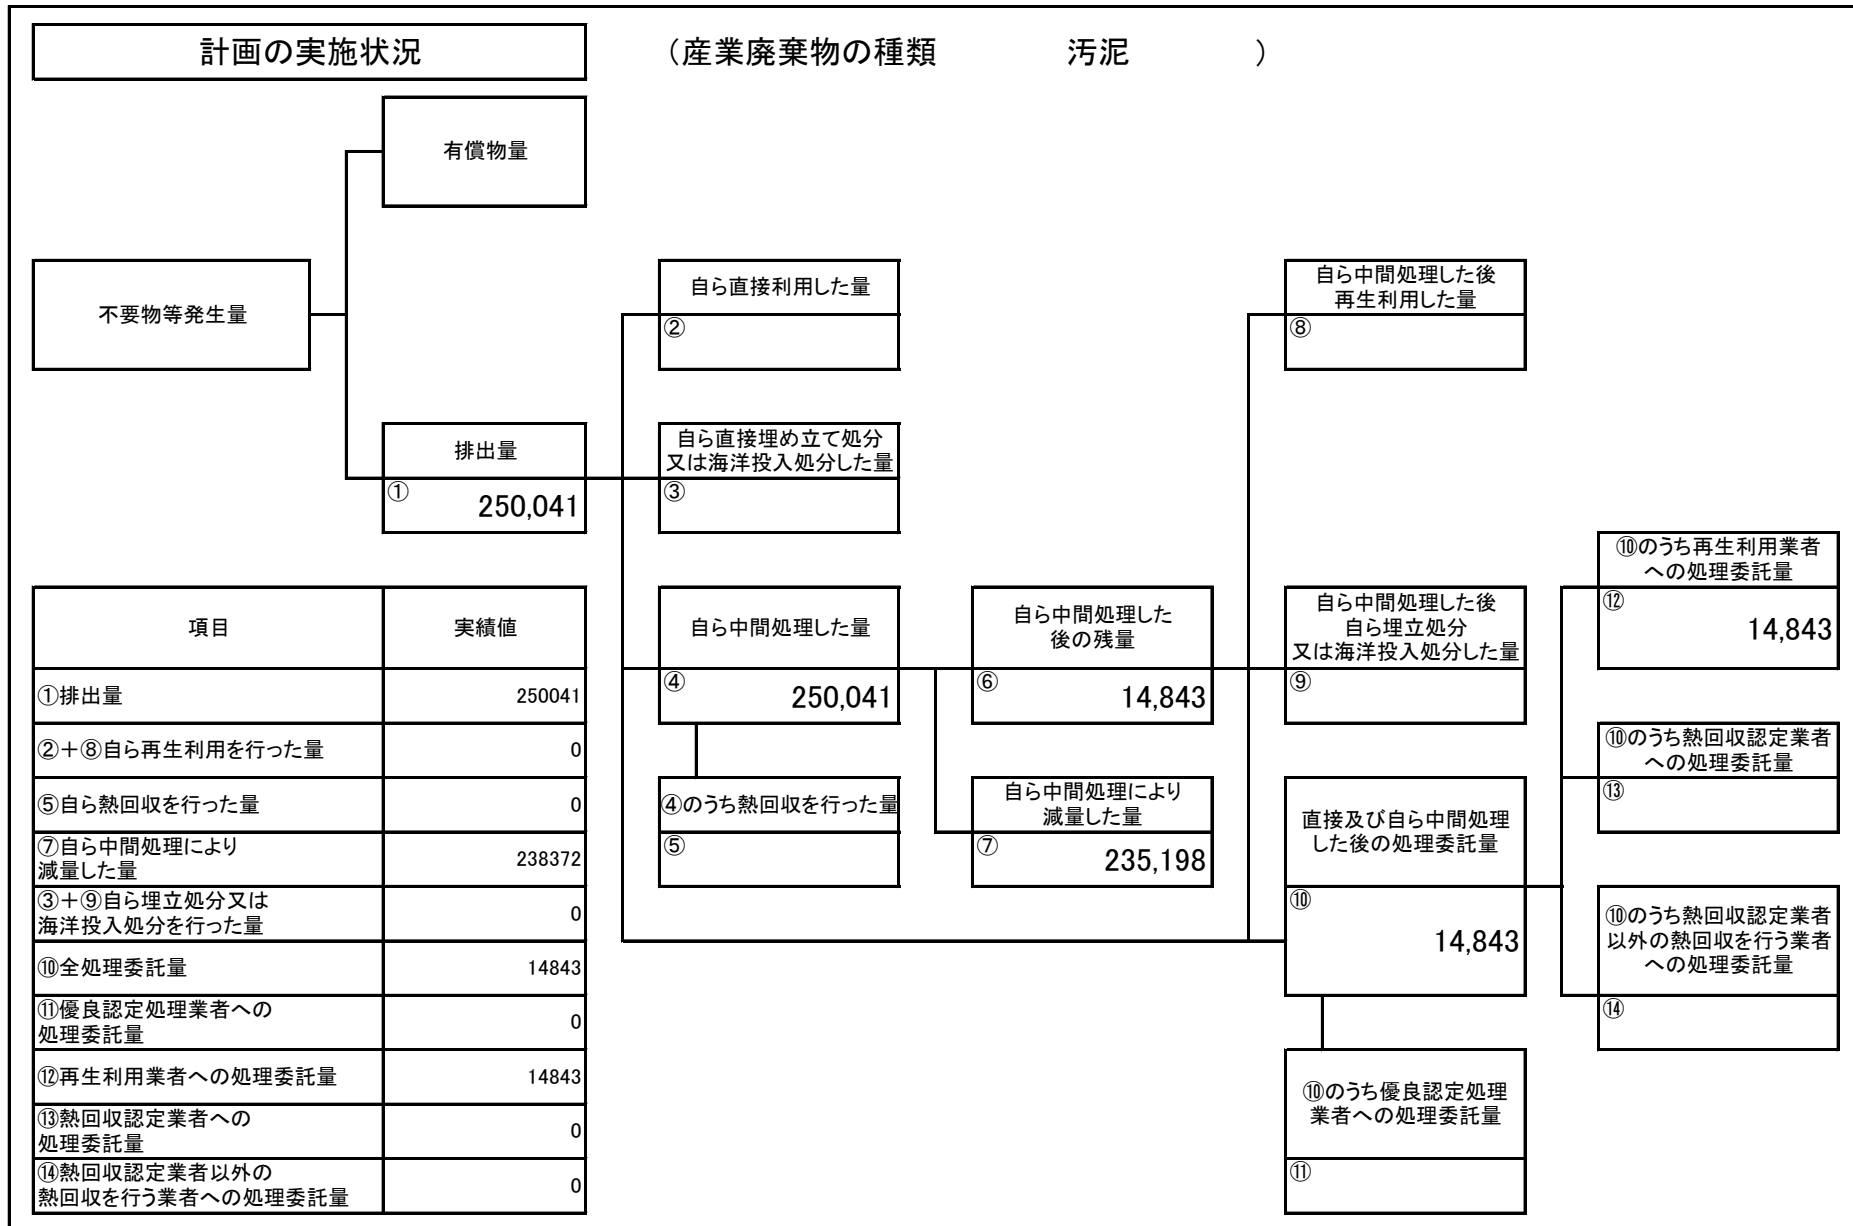 計画の実施状況
（産業廃棄物の種類　汚泥　）
有償物量
不要物等発生量
排出量
① 250,041
自ら直接利用した量
②
自ら直接埋め立て処分
又は海洋投入処分した量
③
自ら中間処理した量
④ 250,041
④のうち熱回収を行った量
⑤
自ら中間処理した
後の残量
⑥ 14,843
自ら中間処理により
減量した量
⑦ 235,198
自ら中間処理した後
再生利用した量
⑧
自ら中間処理した後
自ら埋立処分
又は海洋投入処分した量
⑨
直接及び自ら中間処理
した後の処理委託量
⑩
14,843
⑩のうち優良認定処理
業者への処理委託量
⑪
⑩のうち再生利用業者
への処理委託量
⑫
14,843
⑩のうち熱回収認定業者
への処理委託量
⑬
⑩のうち熱回収認定業者
以外の熱回収を行う業者
への処理委託量
⑭
項目 実績値
①排出量 250041
②＋⑧自ら再生利用を行った量 0
⑤自ら熱回収を行った量 0
⑦自ら中間処理により
減量した量 238372
③＋⑨自ら埋立処分又は
海洋投入処分を行った量 0
⑩全処理委託量 14843
⑪優良認定処理業者への
処理委託量 0
⑫再生利用業者への処理委託量 14843
⑬熱回収認定業者への
処理委託量 0
⑭熱回収認定業者以外の
熱回収を行う業者への処理委託量 0